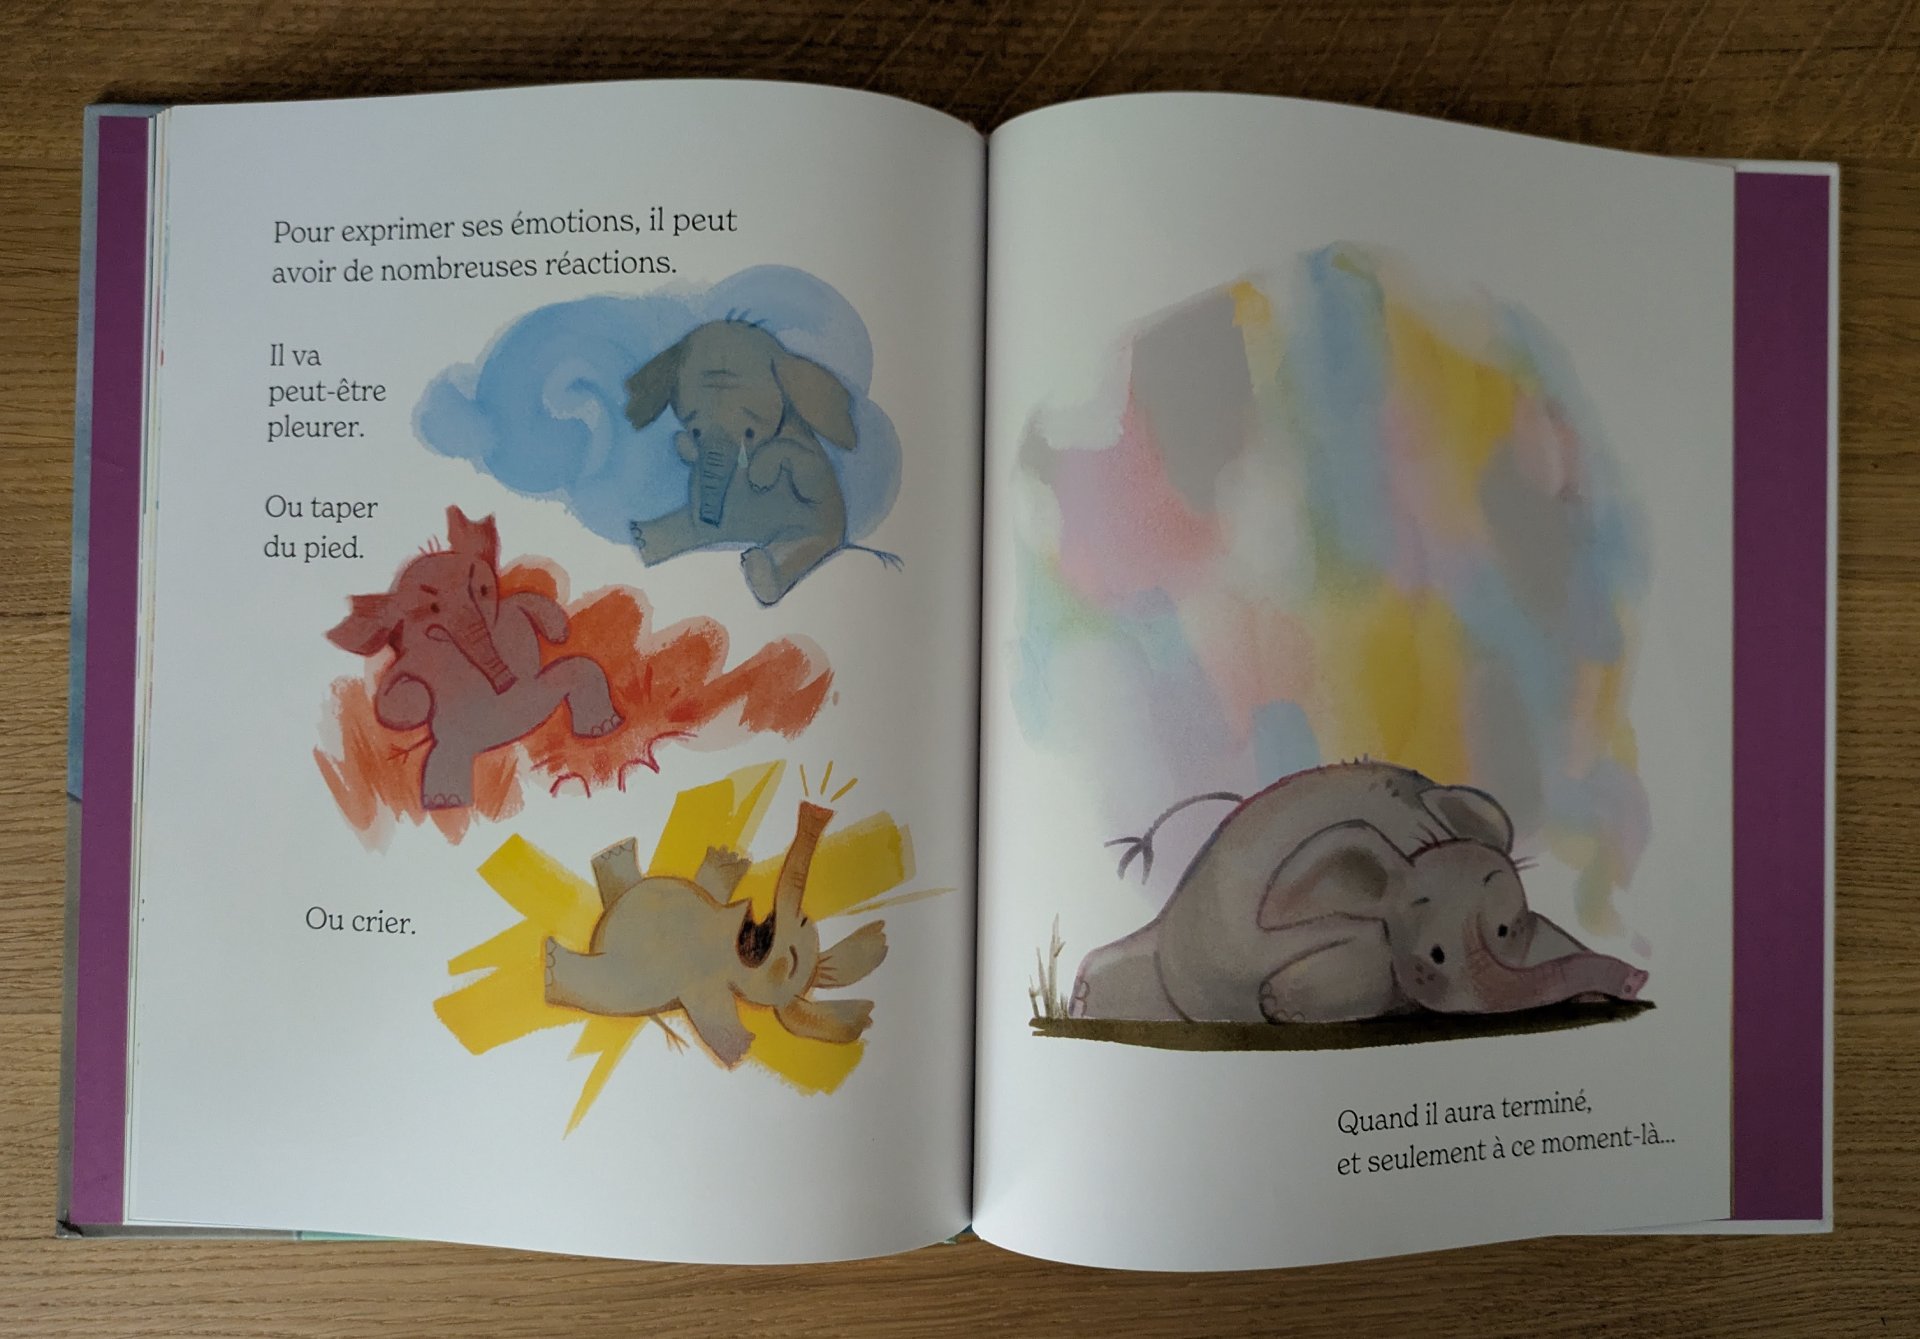 Pour exprimer ses émotions, il peut
avoir de nombreuses réactions.
Il va
peut-être
pleurer.
Ou taper
du pied.
Ou crier.
Quand il aura terminé,
et seulement à ce moment-là...